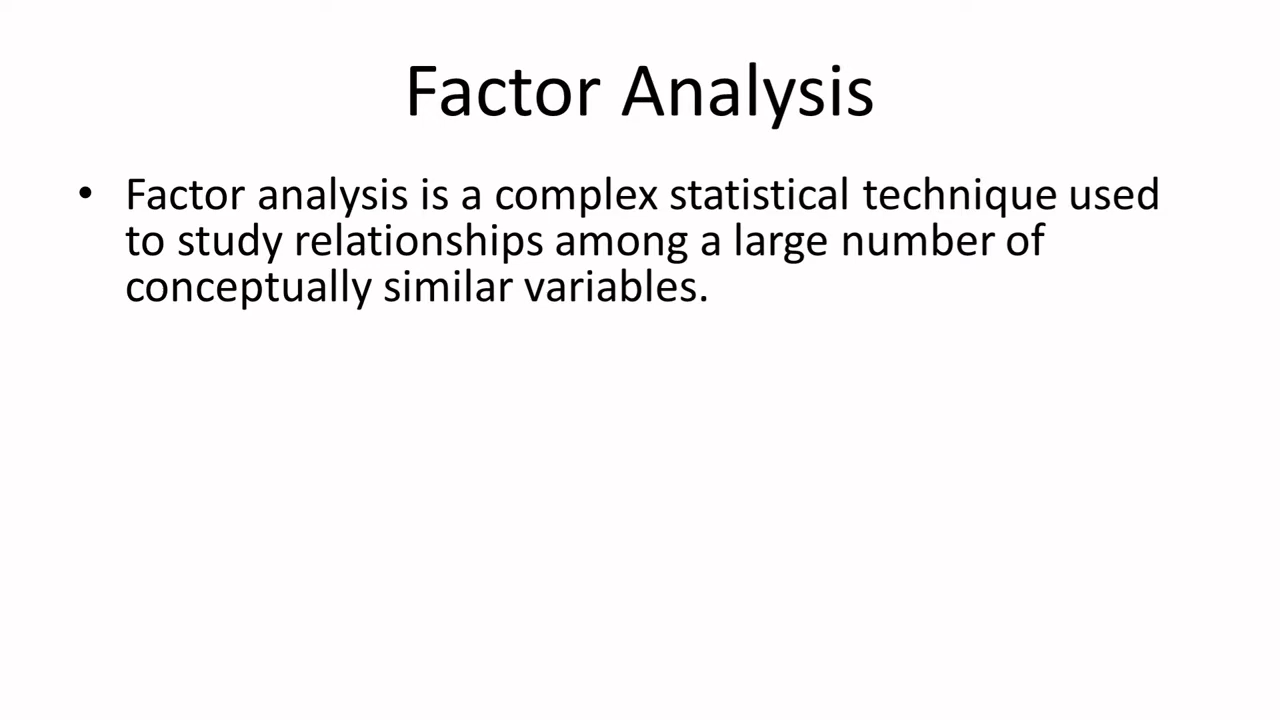 Factor Analysis
• Factor analysis is a complex statistical technique used
to study relationships among a large number of
conceptually similar variables.